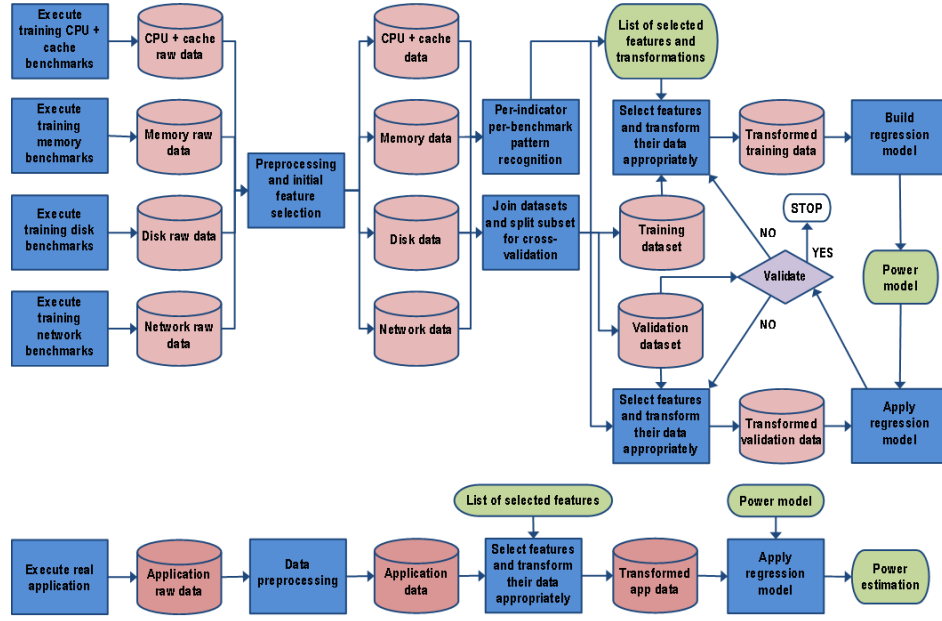 Execute
training CPU +
cache
benchmarks
CPU + cache
raw data
CPU + cache
data
List of selected
features and
transformations
Execute
training
memory
benchmarks
Memory raw
data
Preprocessing
and initial
feature
selection
Memory data
Per-indicator
per-benchmark
pattern
recognition
Select features
and transform
their data
appropriately
Transformed
training data
Build
regression
model
Execute
training disk
benchmarks
Disk raw data
Disk data
Join datasets
and split subset
for cross-
validation
Training
dataset
NO
STOP
YES
Validate
Power
model
Execute
training
network
benchmarks
Network raw
data
Network data
Validation
dataset
NO
Select features
and transform
their data
appropriately
Transformed
validation data
Apply
regression
model
List of selected features
Power model
Execute real
application
Application
raw data
Data
preprocessing
Application
data
Select features
and transform
their data
appropriately
Transformed
app data
Apply
regression
model
Power
estimation